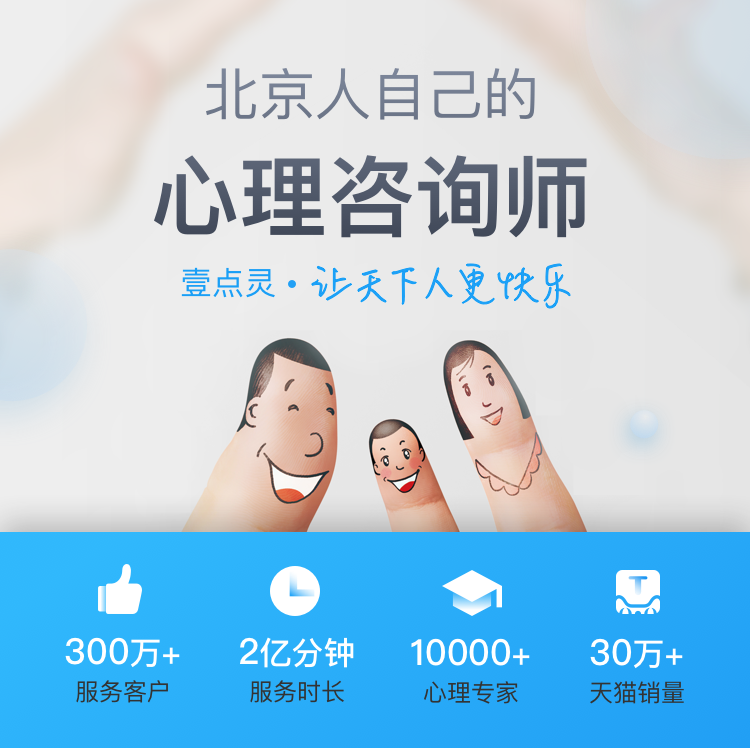 北京人自己的
心理咨询师
壹点灵·让天下人更快乐
300万+
2亿分钟
10000+
30万+
服务客户
服务时长
心理专家
天猫销量